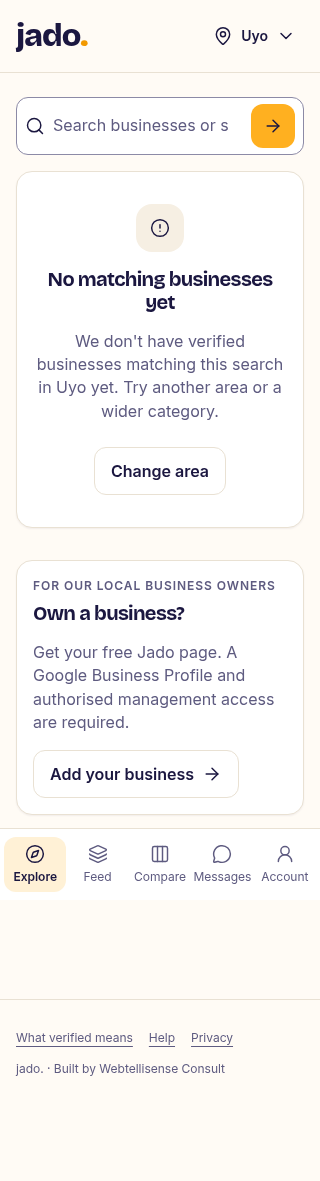 jado.
Uyo
Search businesses or s
No matching businesses
yet
We don't have verified
businesses matching this search
in Uyo yet. Try another area or a
wider category.
Change area
FOR OUR LOCAL BUSINESS OWNERS
Own a business?
Get your free Jado page. A
Google Business Profile and
authorised management access
are required.
Add your business
Explore
Feed
Compare
Messages
Account
What verified means
Help
Privacy
jado. · Built by Webtellisense Consult